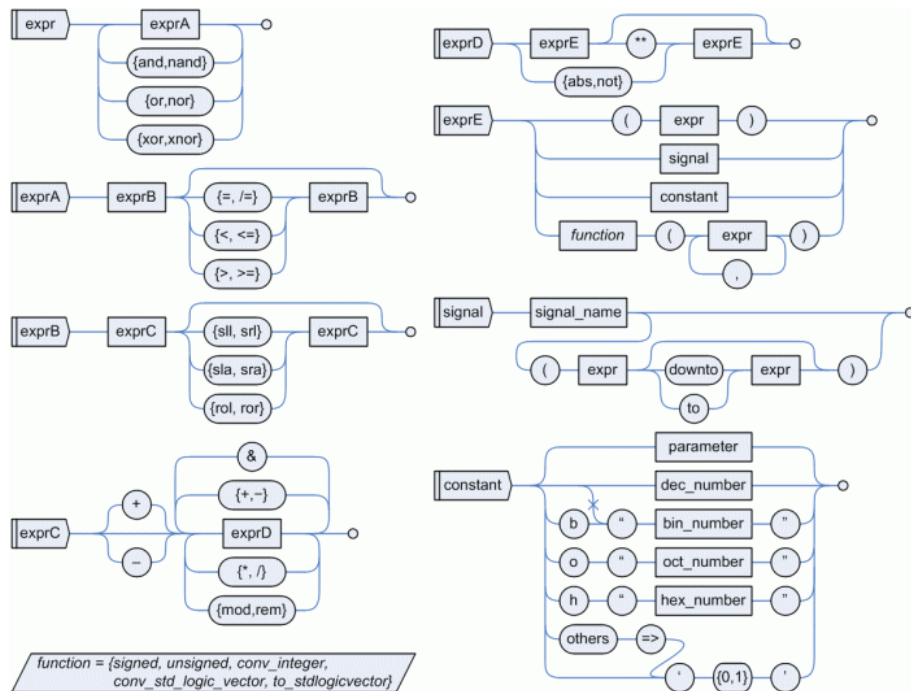 expr
exprA
{and,nand}
{or,nor}
{xor,xnor}
exprA
exprB
{=, /=}
exprB
{<, <=}
{>, >=}
exprB
exprC
{sll, srl}
exprC
{sla, sra}
{rol, ror}
&
{+,−}
exprC
+
−
exprD
{*, /}
{mod,rem}
function = {signed, unsigned, conv_integer,
conv_std_logic_vector, to_stdlogicvector}
exprD
exprE
**
exprE
{abs,not}
exprE
( expr )
signal
constant
function ( expr )
,
signal
signal_name
( expr downto expr )
to
constant
parameter
dec_number
b “ bin_number ”
o “ oct_number ”
h “ hex_number ”
others =>
‘ {0,1} '